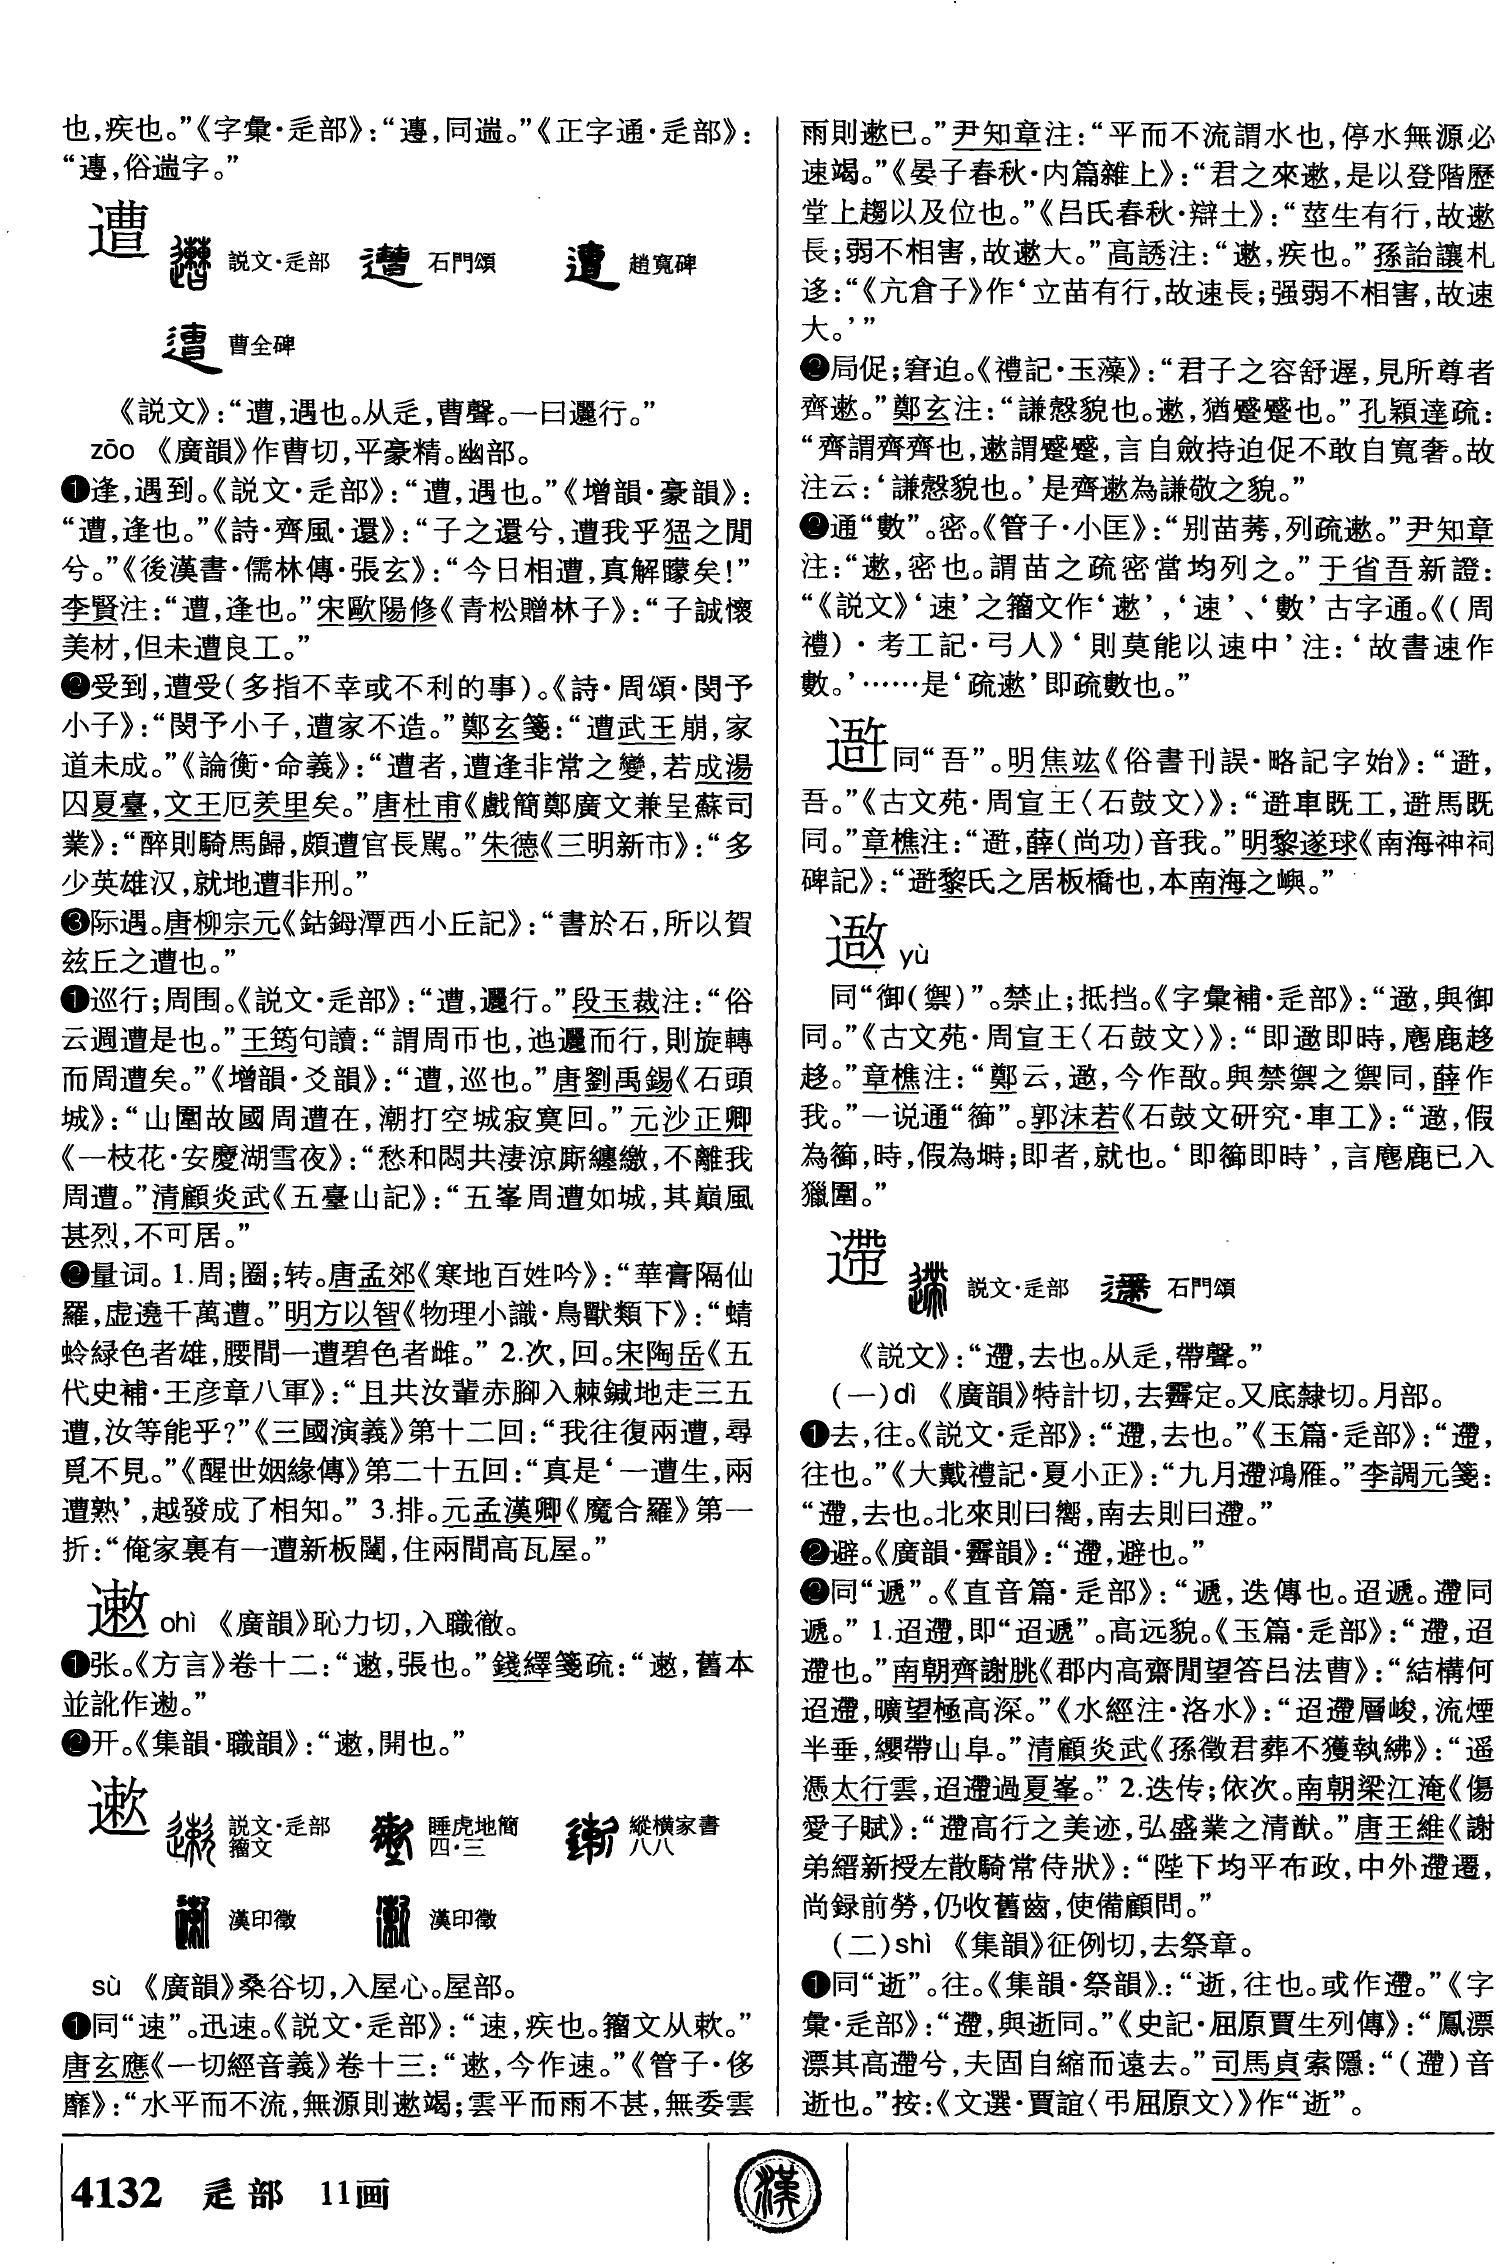 也，疾也。”《字彙·辵部》：“𨗁，同遄。”《正字通·辵部》：
“𨗁，俗遄字。”
遭
説文·辵部 石門頌 趙寬碑
曹全碑
《説文》：“遭，遇也。从辵，曹聲。一曰邐行。”
zāo 《廣韻》作曹切，平豪精。幽部。
❶逢，遇到。《説文·辵部》：“遭，遇也。”《增韻·豪韻》：
“遭，逢也。”《詩·齊風·還》：“子之還兮，遭我乎猺之閒
兮。”《後漢書·儒林傳·張玄》：“今日相遭，真解矇矣！”
李賢注：“遭，逢也。”宋歐陽修《青松贈林子》：“子誠懷
美材，但未遭良工。”
❷受到，遭受（多指不幸或不利的事）。《詩·周頌·閔予
小子》：“閔予小子，遭家不造。”鄭玄箋：“遭武王崩，家
道未成。”《論衡·命義》：“遭者，遭逢非常之變，若成湯
囚夏臺，文王厄羑里矣。”唐杜甫《戲簡鄭廣文兼呈蘇司
業》：“醉則騎馬歸，頗遭官長駡。”朱德《三明新市》：“多
少英雄汉，就地遭非刑。”
❸际遇。唐柳宗元《鈷鉧潭西小丘記》：“書於石，所以賀
兹丘之遭也。”
❶巡行；周围。《説文·辵部》：“遭，邐行。”段玉裁注：“俗
云週遭是也。”王筠句讀：“謂周帀也，迆邐而行，則旋轉
而周遭矣。”《增韻·爻韻》：“遭，巡也。”唐劉禹錫《石頭
城》：“山圍故國周遭在，潮打空城寂寞回。”元沙正卿
《一枝花·安慶湖雪夜》：“愁和悶共淒涼廝纏繳，不離我
周遭。”清顧炎武《五臺山記》：“五峯周遭如城，其巔風
甚烈，不可居。”
❷量词。1.周；圈；转。唐孟郊《寒地百姓吟》：“華膏隔仙
羅，虚遶千萬遭。”明方以智《物理小識·鳥獸類下》：“蜻
蛉緑色者雄，腰間一遭碧色者雌。”2.次，回。宋陶岳《五
代史補·王彦章八軍》：“且共汝輩赤脚入棘鍼地走三五
遭，汝等能乎？”《三國演義》第十二回：“我往復兩遭，尋
覓不見。”《醒世姻緣傳》第二十五回：“真是‘一遭生，兩
遭熟’，越發成了相知。”3.排。元孟漢卿《魔合羅》第一
折：“俺家裏有一遭新板闥，住兩間高瓦屋。”
遫 ohì 《廣韻》恥力切，入職徹。
❶张。《方言》卷十二：“遫，張也。”錢繹箋疏：“遫，舊本
並訛作逊。”
❷开。《集韻·職韻》：“遫，開也。”
遬
説文·辵部 睡虎地簡 縱横家書
籀文 四·三 八八
漢印徵 漢印徵
sù 《廣韻》桑谷切，入屋心。屋部。
❶同“速”。迅速。《説文·辵部》：“速，疾也。籀文从欶。”
唐玄應《一切經音義》卷十三：“遬，今作速。”《管子·侈
靡》：“水平而不流，無源則遬竭；雲平而雨不甚，無委雲
雨則遬已。”尹知章注：“平而不流謂水也，停水無源必
速竭。”《晏子春秋·内篇雜上》：“君之來遬，是以登階歷
堂上趨以及位也。”《吕氏春秋·辯土》：“莖生有行，故遬
長；弱不相害，故遬大。”高誘注：“遬，疾也。”孫詒讓札
迻：“《亢倉子》作‘立苗有行，故速長；强弱不相害，故速
大。’”
❷局促；窘迫。《禮記·玉藻》：“君子之容舒遲，見所尊者
齊遬。”鄭玄注：“謙慤貌也。遬，猶蹙蹙也。”孔穎達疏：
“齊謂齊齊也，遬謂蹙蹙，言自斂持迫促不敢自寬奢。故
注云：‘謙慤貌也。’是齊遬為謙敬之貌。”
❷通“數”。密。《管子·小匡》：“别苗莠，列疏遬。”尹知章
注：“遬，密也。謂苗之疏密當均列之。”于省吾新證：
“《説文》‘速’之籀文作‘遬’，‘速’、‘數’古字通。《（周
禮）·考工記·弓人》‘則莫能以速中’注：‘故書速作
數。’……是‘疏遬’即疏數也。”
遻同“吾”。明焦竑《俗書刊誤·略記字始》：“䢩，
吾。”《古文苑·周宣王〈石鼓文〉》：“䢩車既工，䢩馬既
同。”章樵注：“䢩，薛（尚功）音我。”明黎遂球《南海神祠
碑記》：“䢩黎氏之居板橋也，本南海之嶼。”
yù
同“御（禦）”。禁止；抵挡。《字彙補·辵部》：“，與御
同。”《古文苑·周宣王〈石鼓文〉》：“即即時，麀鹿趍
趍。”章樵注：“鄭云，，今作敔。與禁禦之禦同，薛作
我。”一说通“篽”。郭沫若《石鼓文研究·車工》：“，假
為篽，時，假為塒；即者，就也。‘即篽即時’，言麀鹿已入
獵圍。”
遰
説文·辵部 石門頌
《説文》：“遰，去也。从辵，帶聲。”
（一）dì 《廣韻》特計切，去霽定。又底隸切。月部。
❶去，往。《説文·辵部》：“遰，去也。”《玉篇·辵部》：“遰，
往也。”《大戴禮記·夏小正》：“九月遰鴻雁。”李調元箋：
“遰，去也。北來則曰嚮，南去則曰遰。”
❷避。《廣韻·霽韻》：“遰，避也。”
❷同“遞”。《直音篇·辵部》：“遞，迭傳也。迢遞。遰同
遞。”1.迢遰，即“迢遞”。高远貌。《玉篇·辵部》：“遰，迢
遰也。”南朝齊謝朓《郡内高齋閒望答吕法曹》：“結構何
迢遰，曠望極高深。”《水經注·洛水》：“迢遰層峻，流煙
半垂，纓帶山阜。”清顧炎武《孫徵君葬不獲執紼》：“遥
憑太行雲，迢遰過夏峯。”2.迭传；依次。南朝梁江淹《傷
愛子賦》：“遰高行之美迹，弘盛業之清猷。”唐王維《謝
弟縉新授左散騎常侍狀》：“陛下均平布政，中外遰遷，
尚録前勞，仍收舊齒，使備顧問。”
（二）shì 《集韻》征例切，去祭章。
❶同“逝”。往。《集韻·祭韻》：“逝，往也。或作遰。”《字
彙·辵部》：“遰，與逝同。”《史記·屈原賈生列傳》：“鳳漂
漂其高遰兮，夫固自縮而遠去。”司馬貞索隱：“（遰）音
逝也。”按：《文選·賈誼〈弔屈原文〉》作“逝”。
4132 辵部 11画
漢